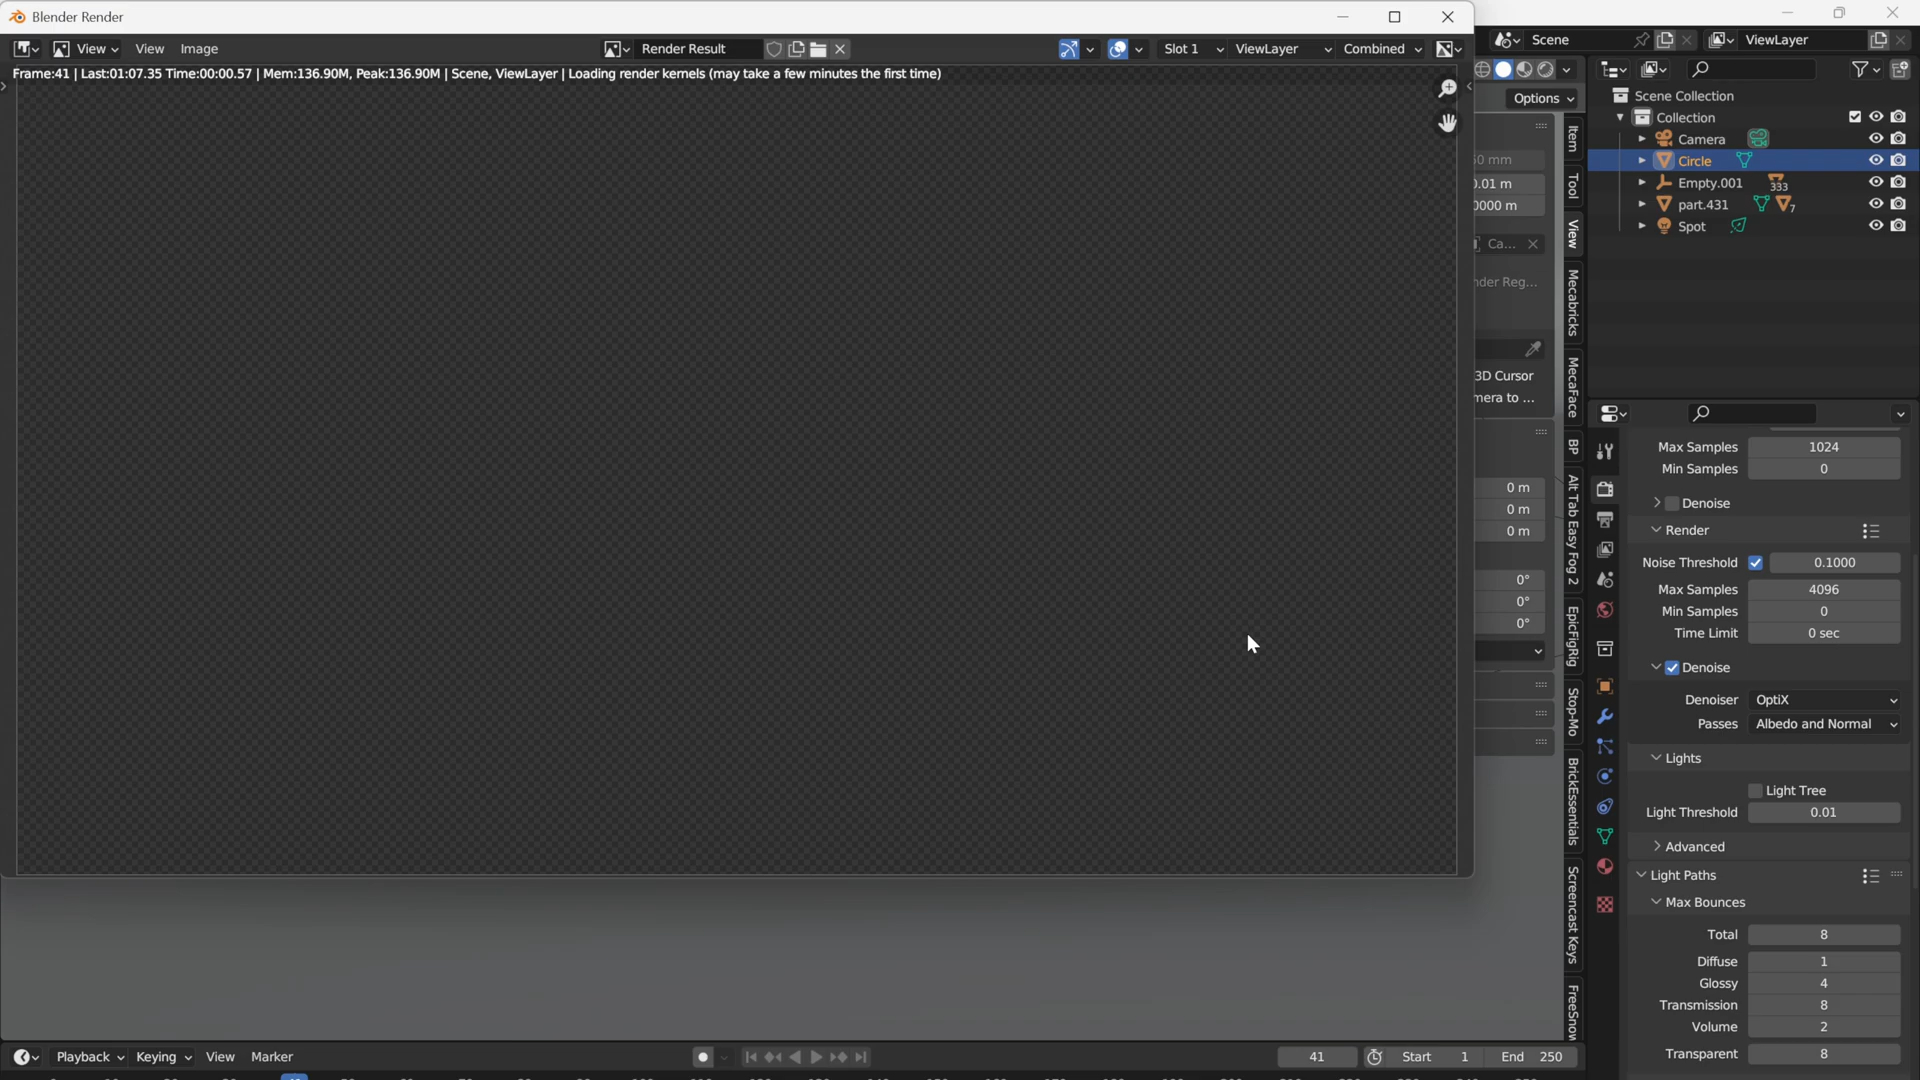 Blender Render
View View Image Render Result Slot 1 ViewLayer Combined
Frame:41 | Last:01:07.35 Time:00:00.57 | Mem:136.90M, Peak:136.90M | Scene, ViewLayer | Loading render kernels (may take a few minutes the first time)
Scene ViewLayer
Options
Scene Collection
Collection
Camera
Circle
Empty.001 333
part.431 7
Spot
0000 m
Ca...
3D Cursor
mera to ...
0 m
0 m
0 m
0°
0°
0°
Item
Tool
View
Mecabricks
MecaFace
BP
Alt Tab Easy Fog 2
EpicFigRig
Stop-Mo
BrickEssentials
Screencast Keys
FreeSnow
Max Samples 1024
Min Samples 0
Denoise
Render
Noise Threshold 0.1000
Max Samples 4096
Min Samples 0
Time Limit 0 sec
Denoise
Denoiser OptiX
Passes Albedo and Normal
Lights
Light Tree
Light Threshold 0.01
Advanced
Light Paths
Max Bounces
Total 8
Diffuse 1
Glossy 4
Transmission 8
Volume 2
Transparent 8
Playback Keying View Marker 41 Start 1 End 250